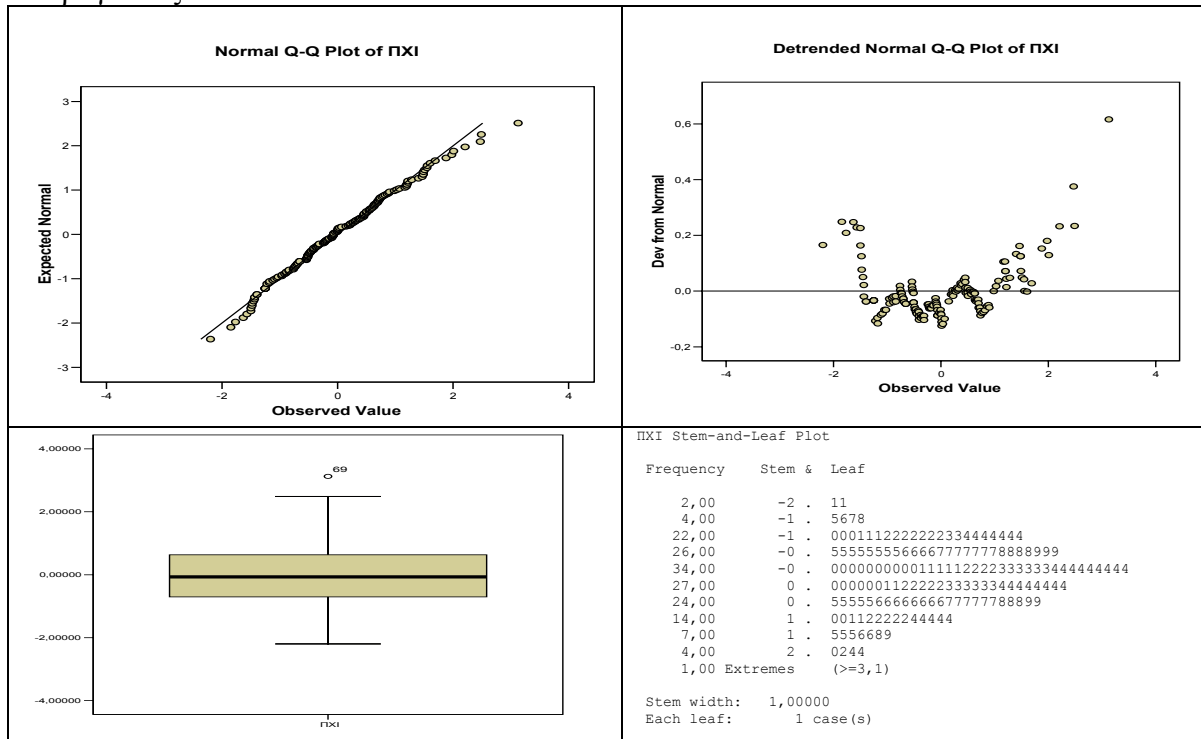 Normal Q-Q Plot of ΠΧΙ
Expected Normal
3
2
1
0
-1
-2
-3
-4
-2
0
2
4
Observed Value
Detrended Normal Q-Q Plot of ΠΧΙ
Dev from Normal
0,6
0,4
0,2
0,0
-0,2
-4
-2
0
2
4
Observed Value
4,00000
2,00000
0,00000
-2,00000
-4,00000
69
ΠΧΙ
ΠΧΙ Stem-and-Leaf Plot
Frequency Stem & Leaf
2,00 -2 . 11
4,00 -1 . 5678
22,00 -1 . 0001112222222334444444
26,00 -0 . 55555555666677777778888999
34,00 -0 . 0000000000111112222333333444444444
27,00 0 . 000000112222233333344444444
24,00 0 . 555556666666677777788899
14,00 1 . 00112222244444
7,00 1 . 5556689
4,00 2 . 0244
1,00 Extremes (>=3,1)
Stem width: 1,00000
Each leaf: 1 case(s)